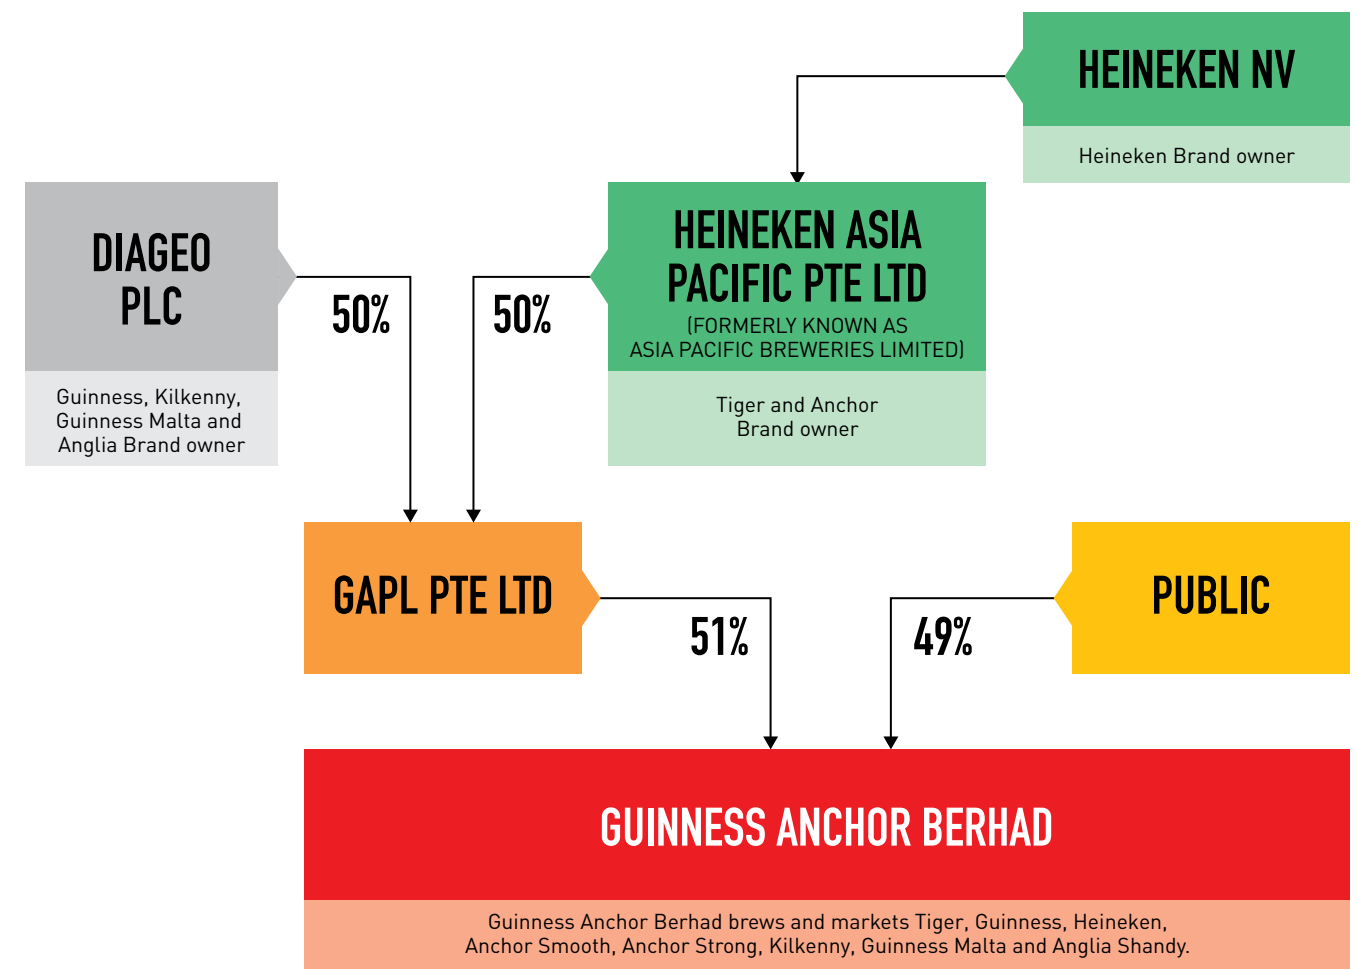 HEINEKEN NV
Heineken Brand owner
DIAGEO
PLC
Guinness, Kilkenny,
Guinness Malta and
Anglia Brand owner
50%
50%
HEINEKEN ASIA
PACIFIC PTE LTD
(FORMERLY KNOWN AS
ASIA PACIFIC BREWERIES LIMITED)
Tiger and Anchor
Brand owner
GAPL PTE LTD
51%
49%
PUBLIC
GUINNESS ANCHOR BERHAD
Guinness Anchor Berhad brews and markets Tiger, Guinness, Heineken,
Anchor Smooth, Anchor Strong, Kilkenny, Guinness Malta and Anglia Shandy.